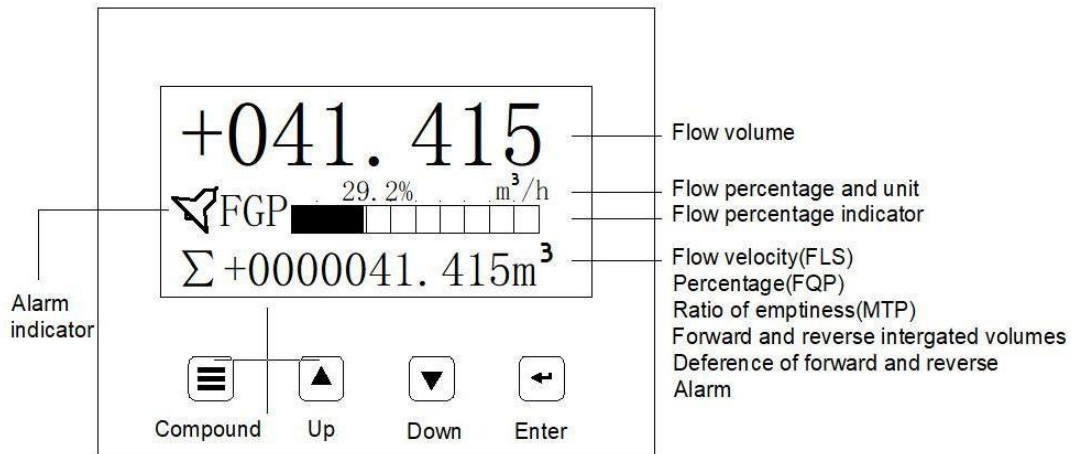 +041.415
Flow volume
29.2% m³/h
Flow percentage and unit
FGP
Flow percentage indicator
Σ+0000041.415m³
Flow velocity(FLS)
Percentage(FQP)
Ratio of emptiness(MTP)
Forward and reverse intergated volumes
Deference of forward and reverse
Alarm
Alarm
indicator
Compound Up Down Enter